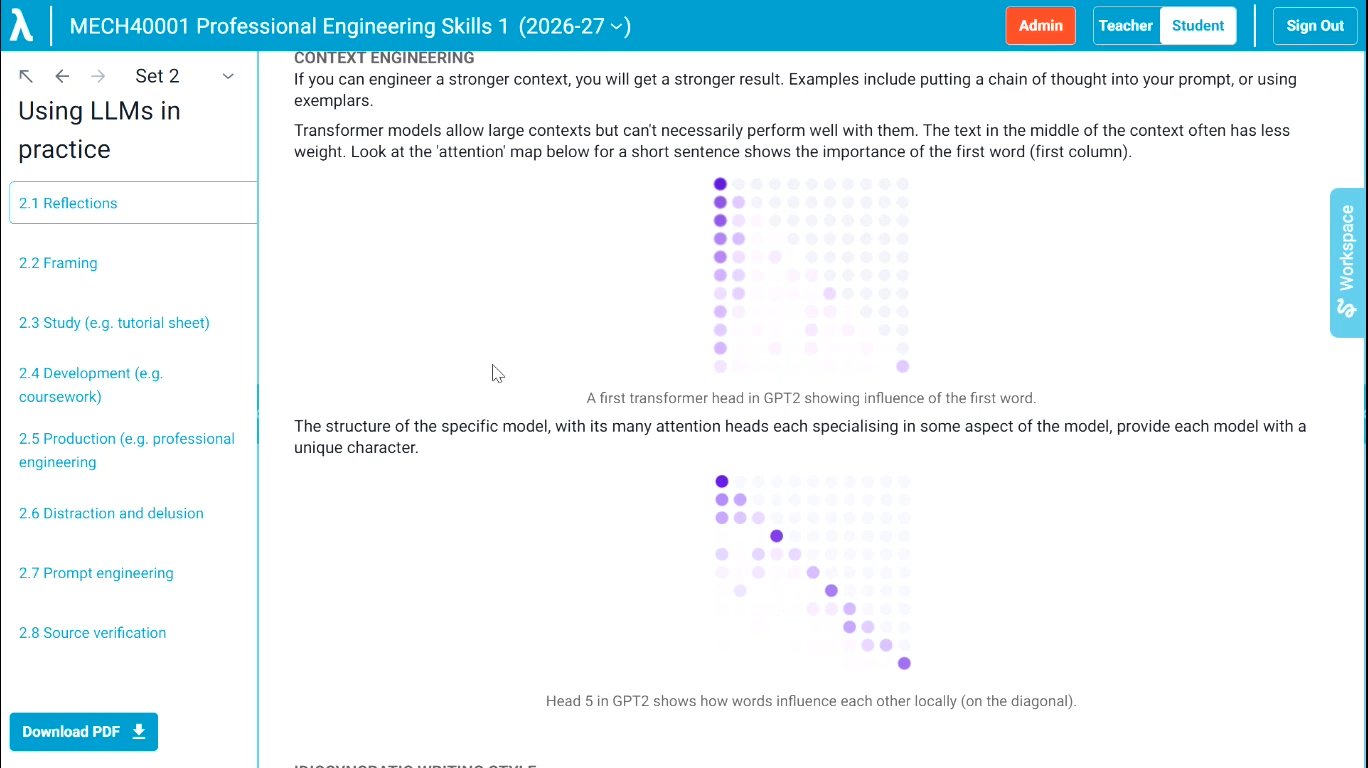 MECH40001 Professional Engineering Skills 1 (2026-27)
Admin
Teacher
Student
Sign Out
Set 2
Using LLMs in
practice
2.1 Reflections
2.2 Framing
2.3 Study (e.g. tutorial sheet)
2.4 Development (e.g.
coursework)
2.5 Production (e.g. professional
engineering
2.6 Distraction and delusion
2.7 Prompt engineering
2.8 Source verification
Download PDF
CONTEXT ENGINEERING
If you can engineer a stronger context, you will get a stronger result. Examples include putting a chain of thought into your prompt, or using
exemplars.
Transformer models allow large contexts but can't necessarily perform well with them. The text in the middle of the context often has less
weight. Look at the 'attention' map below for a short sentence shows the importance of the first word (first column).
A first transformer head in GPT2 showing influence of the first word.
The structure of the specific model, with its many attention heads each specialising in some aspect of the model, provide each model with a
unique character.
Head 5 in GPT2 shows how words influence each other locally (on the diagonal).
IDIOSYNCRATIC WRITING STYLE
Workspace